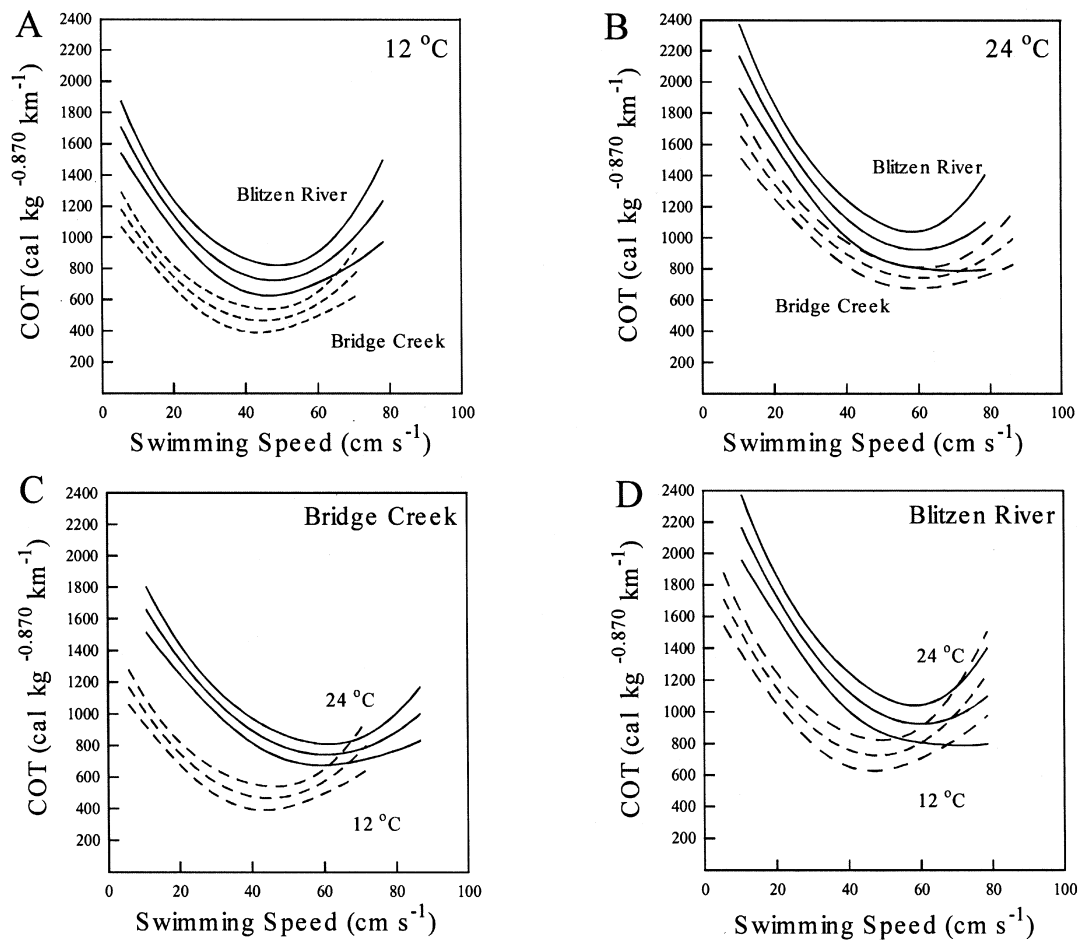 A
12 °C
COT (cal kg -0.870 km-1)
2400
2200
2000
1800
1600
1400
1200
1000
800
600
400
200
Blitzen River
Bridge Creek
0 20 40 60 80 100
Swimming Speed (cm s-1)
B
24 °C
COT (cal kg -0.870 km-1)
2400
2200
2000
1800
1600
1400
1200
1000
800
600
400
200
Blitzen River
Bridge Creek
0 20 40 60 80 100
Swimming Speed (cm s-1)
C
Bridge Creek
COT (cal kg -0.870 km-1)
2400
2200
2000
1800
1600
1400
1200
1000
800
600
400
200
24 °C
12 °C
0 20 40 60 80 100
Swimming Speed (cm s-1)
D
Blitzen River
COT (cal kg -0.870 km-1)
2400
2200
2000
1800
1600
1400
1200
1000
800
600
400
200
24 °C
12 °C
0 20 40 60 80 100
Swimming Speed (cm s-1)